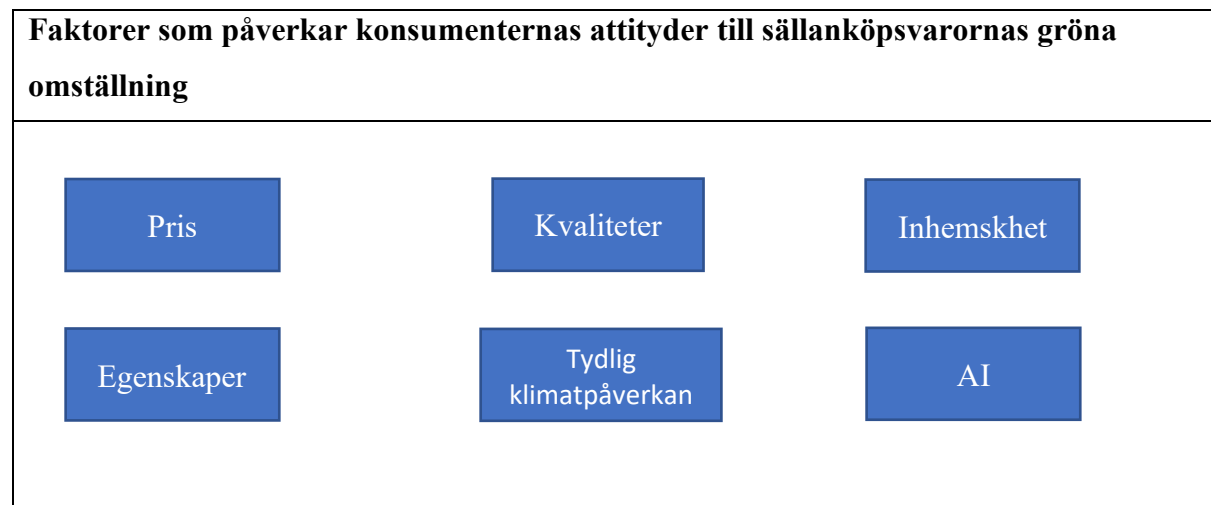 Faktorer som påverkar konsumenternas attityder till sällanköpsvarornas gröna
omställning
Pris
Kvaliteter
Inhemskhet
Egenskaper
Tydlig
klimatpåverkan
AI